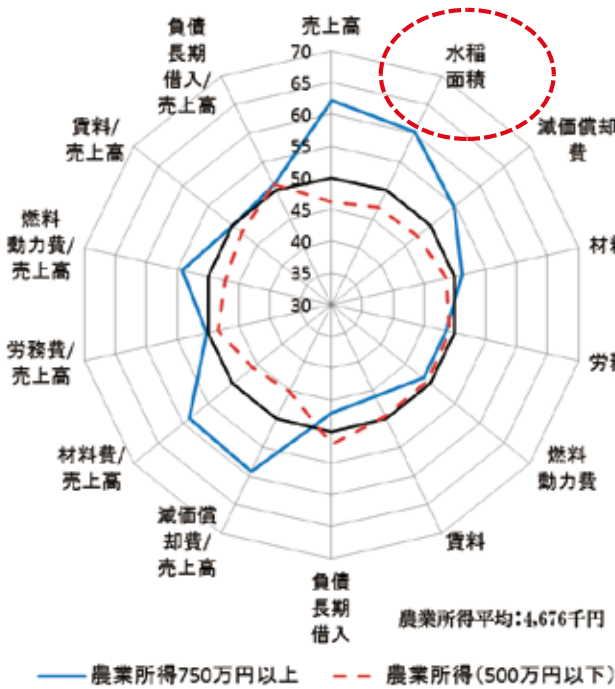 売上高
70
65
60
55
50
45
40
35
30
水稲
面積
減価償却
費
材料
労務
燃料
動力費
賃料
負債
長期
借入
減価償
却費/
売上高
材料費/
売上高
労務費/
売上高
燃料
動力費/
売上高
賃料/
売上高
負債
長期
借入/
売上高
農業所得平均:4,676千円
農業所得750万円以上
農業所得(500万円以下)